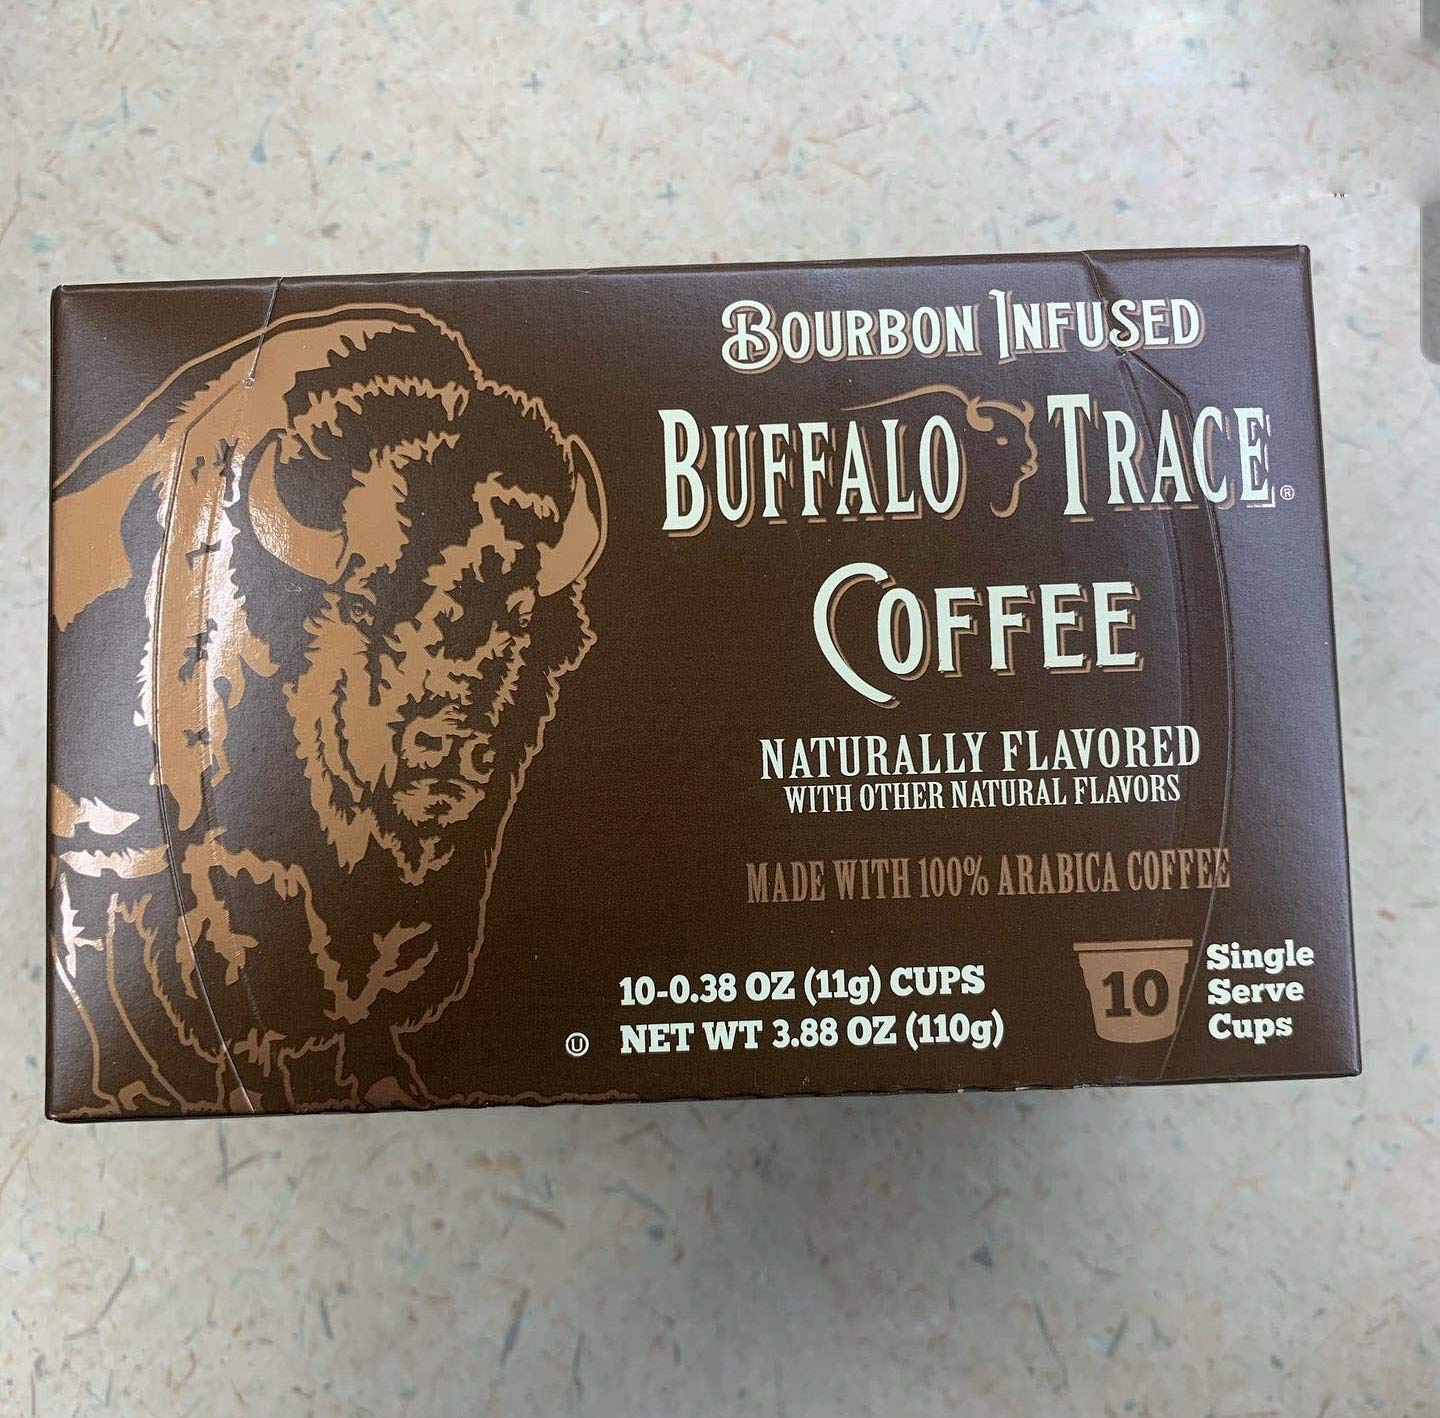 BOURBON INFUSED
BUFFALO TRACE®
COFFEE
NATURALLY FLAVORED
WITH OTHER NATURAL FLAVORS
MADE WITH 100% ARABICA COFFEE
10-0.38 OZ (11g) CUPS
Ⓤ NET WT 3.88 OZ (110g)
10
Single
Serve
Cups